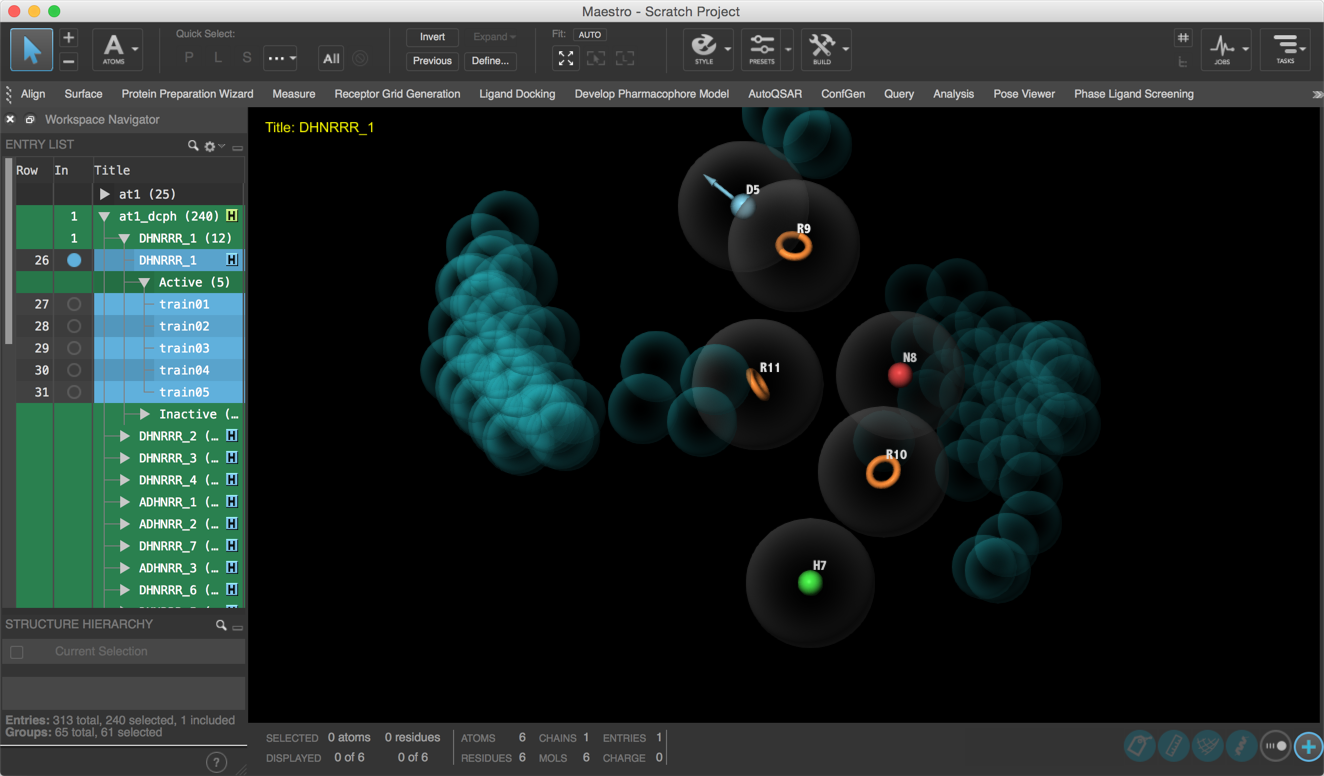 Maestro - Scratch Project
A ATOMS
Quick Select:
P L S ... All
Invert Expand
Previous Define...
Fit: AUTO
STYLE PRESETS BUILD JOBS TASKS
Align Surface Protein Preparation Wizard Measure Receptor Grid Generation Ligand Docking Develop Pharmacophore Model AutoQSAR ConfGen Query Analysis Pose Viewer Phase Ligand Screening
Workspace Navigator
ENTRY LIST
Row In Title
at1 (25)
1 at1_dcph (240) H
1 DHNRRR_1 (12)
26 DHNRRR_1 H
Active (5)
27 train01
28 train02
29 train03
30 train04
31 train05
Inactive (…
DHNRRR_2 (… H
DHNRRR_3 (… H
DHNRRR_4 (… H
ADHNRR_1 (… H
ADHNRR_2 (… H
DHNRRR_7 (… H
ADHNRR_3 (… H
DHNRRR_6 (… H
STRUCTURE HIERARCHY
Current Selection
Entries: 313 total, 240 selected, 1 included
Groups: 65 total, 61 selected
?
Title: DHNRRR_1
D5
R9
R11
N8
R10
H7
SELECTED 0 atoms 0 residues ATOMS 6 CHAINS 1 ENTRIES 1
DISPLAYED 0 of 6 0 of 6 RESIDUES 6 MOLS 6 CHARGE 0